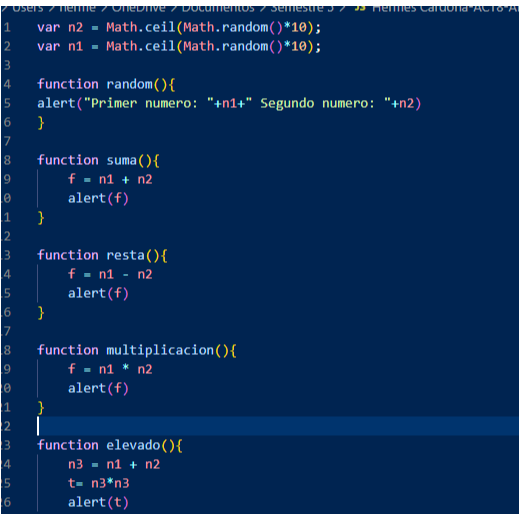 Users > herme > OneDrive > Documentos > Semestre 5 > JS Hermes Cardona-ACT8-A
1 var n2 = Math.ceil(Math.random()*10);
2 var n1 = Math.ceil(Math.random()*10);
3
4 function random(){
5 alert("Primer numero: "+n1+" Segundo numero: "+n2)
6 }
7
8 function suma(){
9 f = n1 + n2
0 alert(f)
1 }
2
3 function resta(){
4 f = n1 - n2
5 alert(f)
6 }
7
8 function multiplicacion(){
9 f = n1 * n2
0 alert(f)
1 }
2
3 function elevado(){
4 n3 = n1 + n2
5 t= n3*n3
6 alert(t)